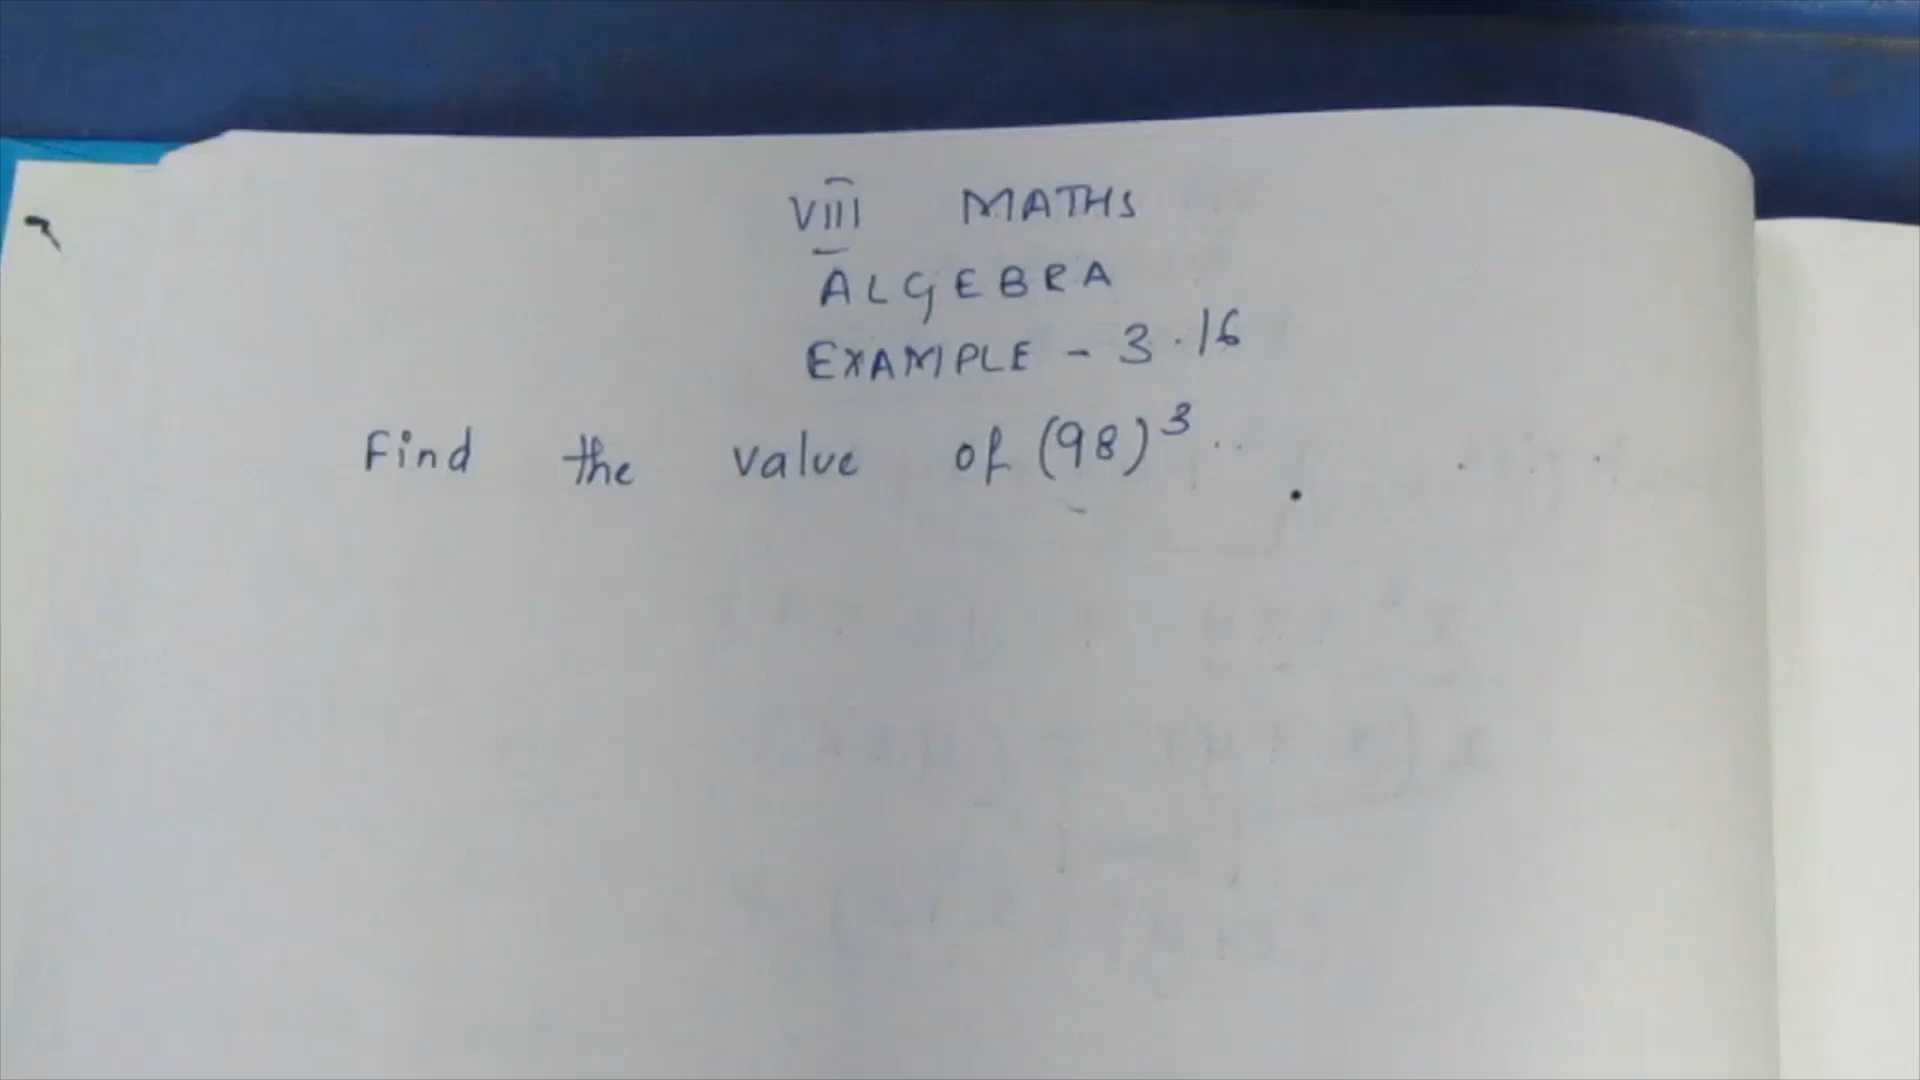 VIII MATHS
ALGEBRA
EXAMPLE - 3.16
Find the value of (98)³.